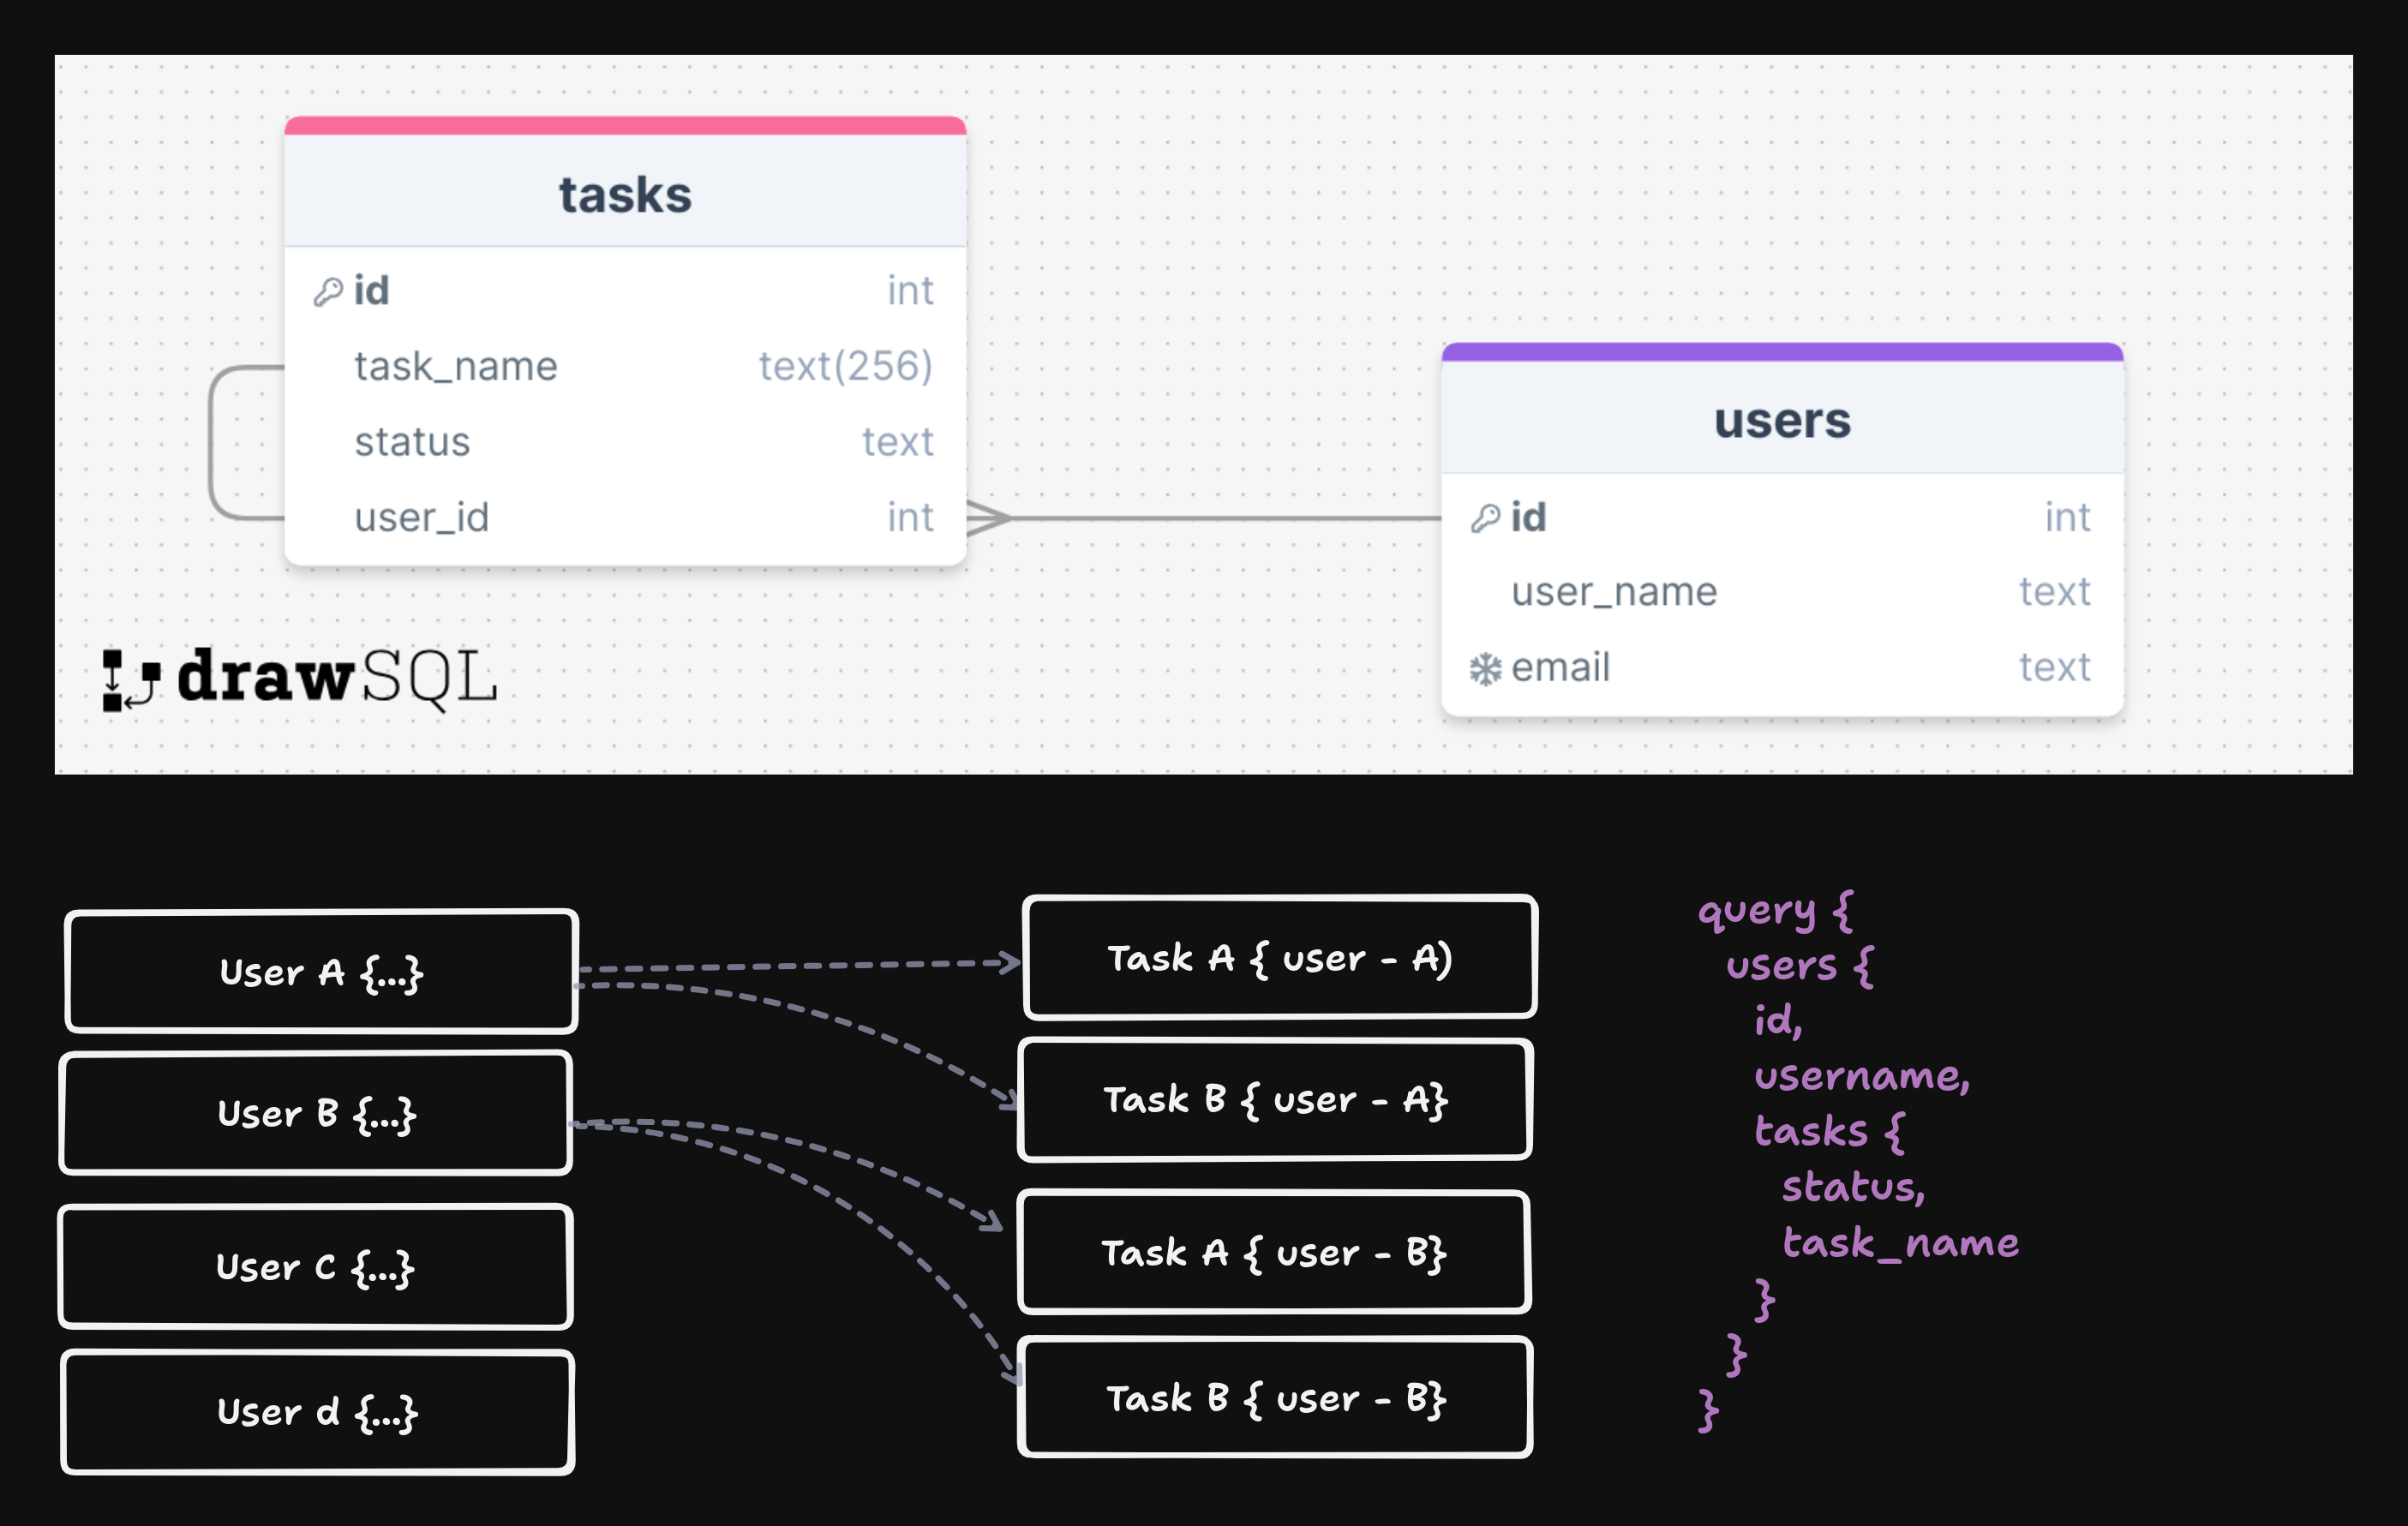 tasks
id int
task_name text(256)
status text
user_id int
users
id int
user_name text
email text
drawSQL
User A {...}
User B {...}
User C {...}
User d {...}
Task A { user - A)
Task B { user - A}
Task A { user - B}
Task B { user - B}
query {
users {
id,
username,
tasks {
status,
task_name
}
}
}